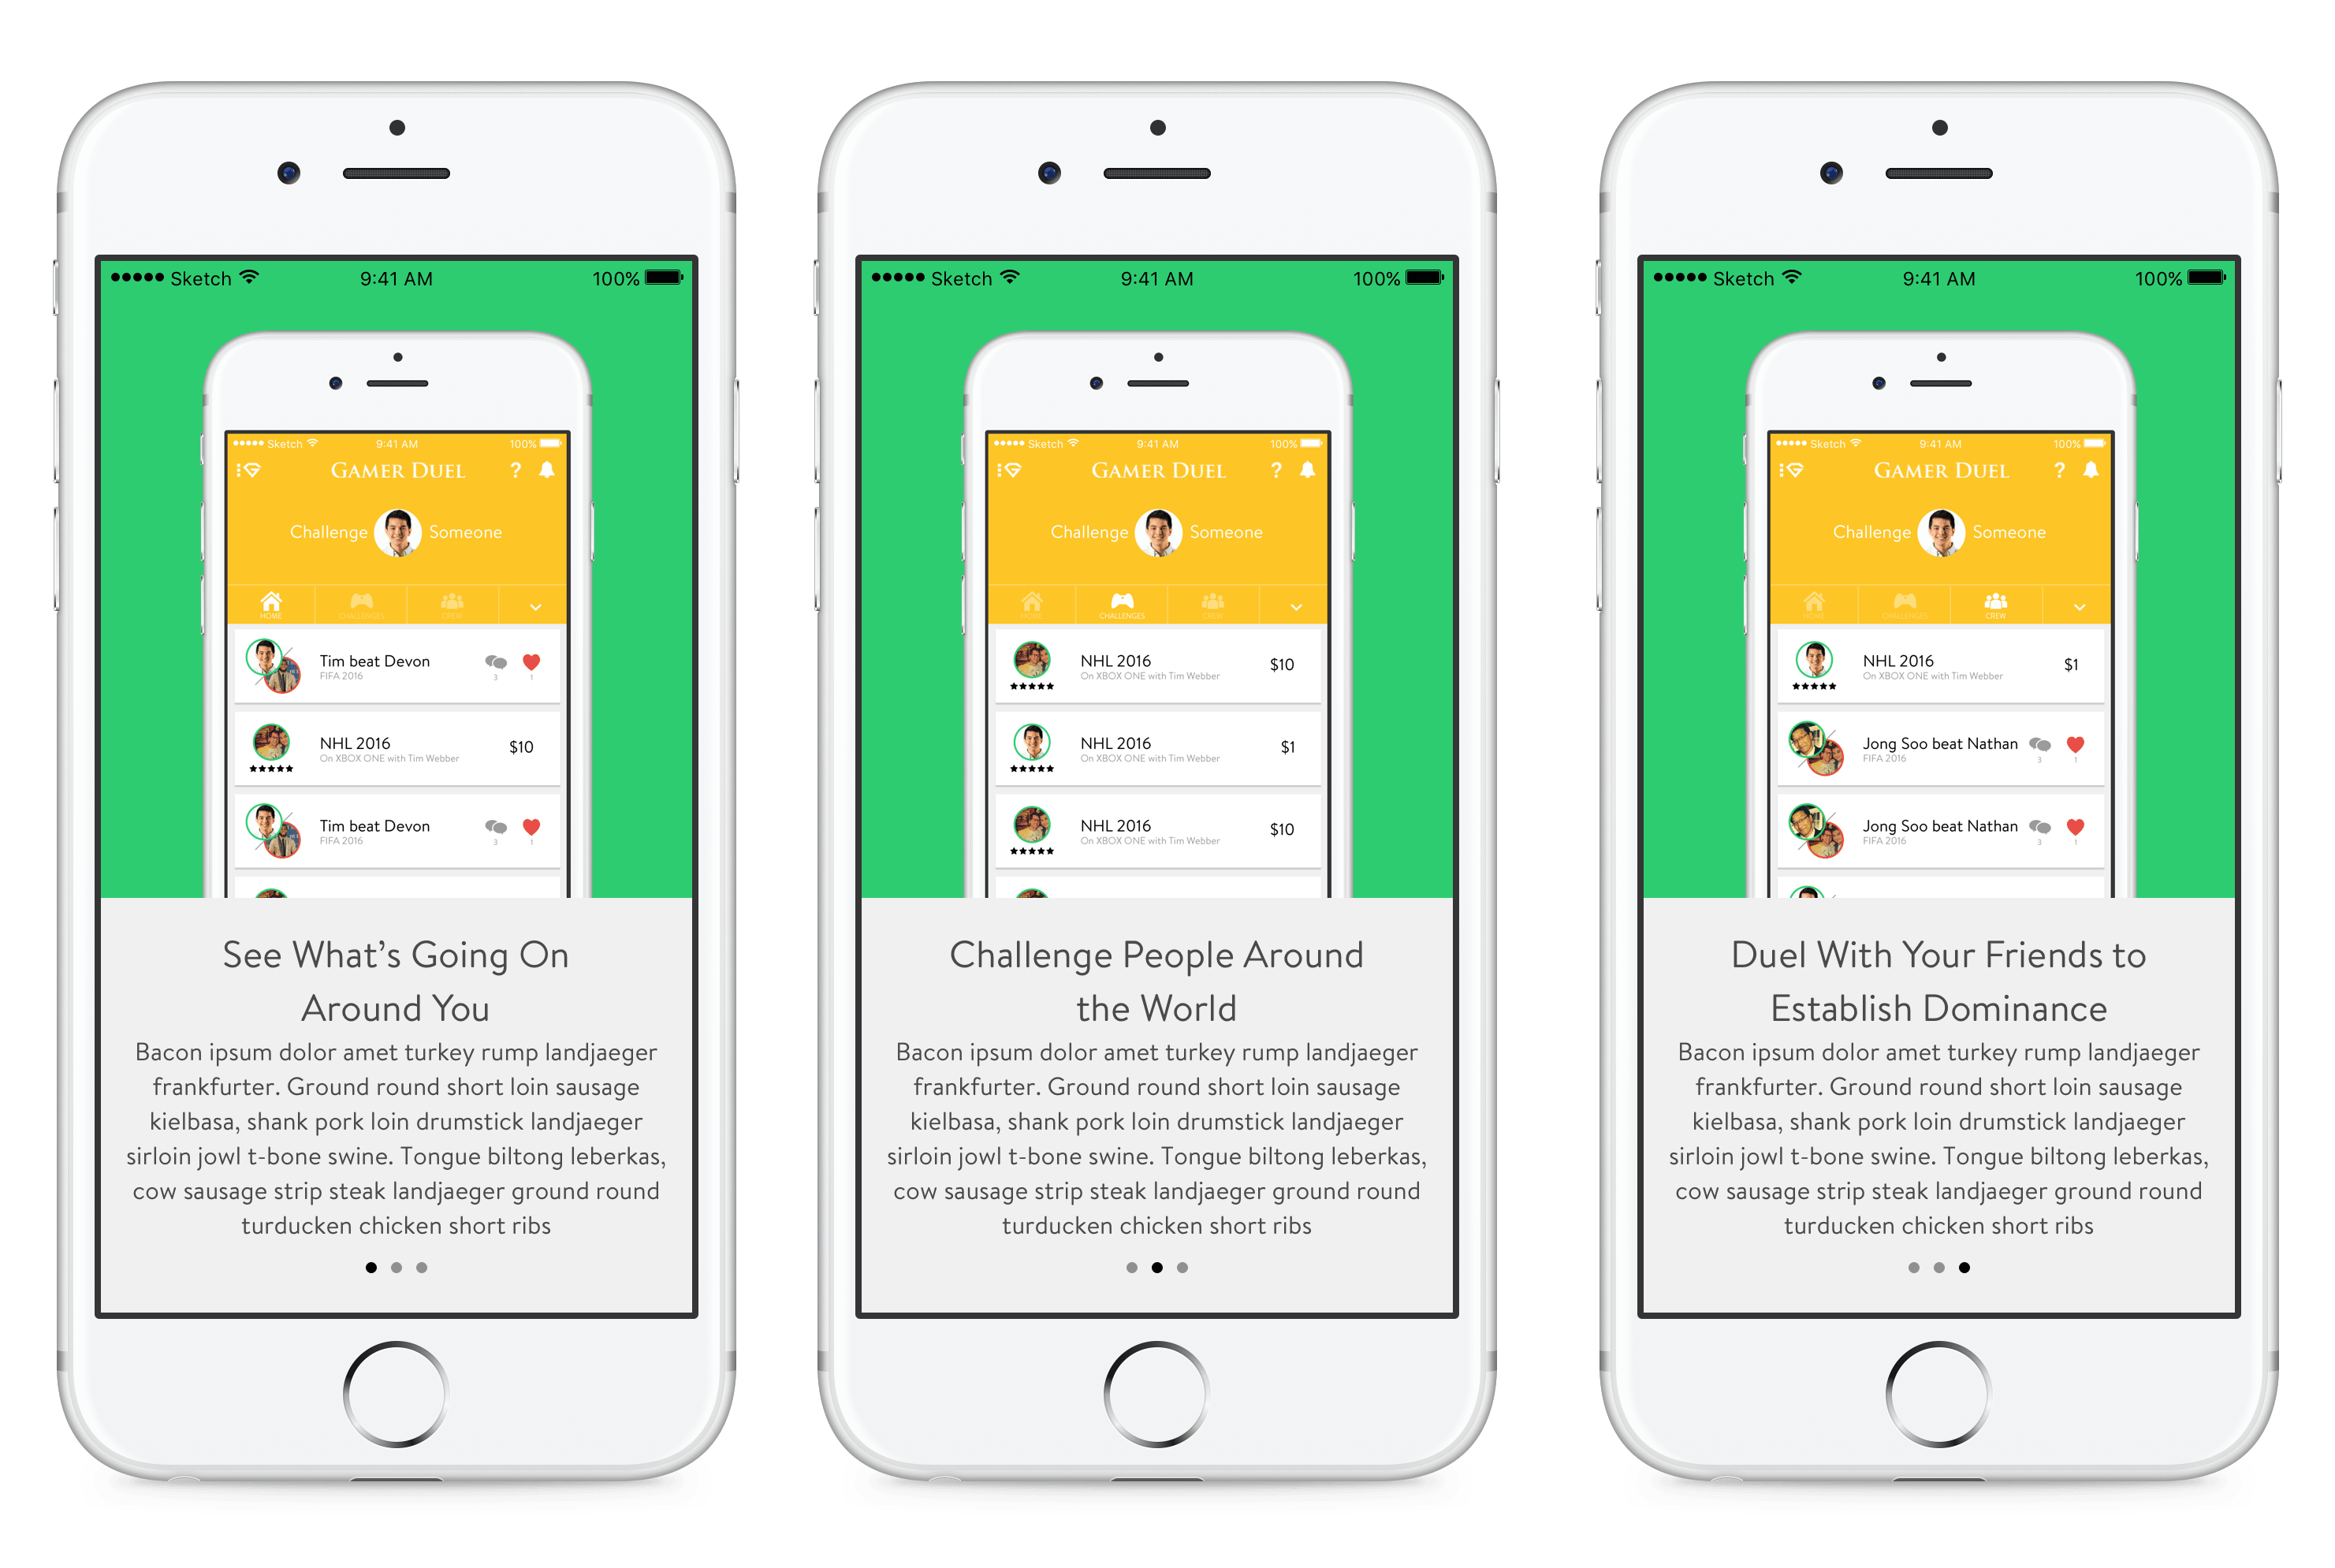 Sketch 9:41 AM 100%
Sketch 9:41 AM 100%
GAMER DUEL ?
Challenge Someone
HOME CHALLENGES CREW
Tim beat Devon
FIFA 2016
3 1
NHL 2016
On XBOX ONE with Tim Webber
$10
Tim beat Devon
FIFA 2016
3 1
See What’s Going On
Around You
Bacon ipsum dolor amet turkey rump landjaeger
frankfurter. Ground round short loin sausage
kielbasa, shank pork loin drumstick landjaeger
sirloin jowl t-bone swine. Tongue biltong leberkas,
cow sausage strip steak landjaeger ground round
turducken chicken short ribs
Sketch 9:41 AM 100%
Sketch 9:41 AM 100%
GAMER DUEL ?
Challenge Someone
HOME CHALLENGES CREW
NHL 2016
On XBOX ONE with Tim Webber
$10
NHL 2016
On XBOX ONE with Tim Webber
$1
NHL 2016
On XBOX ONE with Tim Webber
$10
Challenge People Around
the World
Bacon ipsum dolor amet turkey rump landjaeger
frankfurter. Ground round short loin sausage
kielbasa, shank pork loin drumstick landjaeger
sirloin jowl t-bone swine. Tongue biltong leberkas,
cow sausage strip steak landjaeger ground round
turducken chicken short ribs
Sketch 9:41 AM 100%
Sketch 9:41 AM 100%
GAMER DUEL ?
Challenge Someone
HOME CHALLENGES CREW
NHL 2016
On XBOX ONE with Tim Webber
$1
Jong Soo beat Nathan
FIFA 2016
3 1
Jong Soo beat Nathan
FIFA 2016
3 1
Duel With Your Friends to
Establish Dominance
Bacon ipsum dolor amet turkey rump landjaeger
frankfurter. Ground round short loin sausage
kielbasa, shank pork loin drumstick landjaeger
sirloin jowl t-bone swine. Tongue biltong leberkas,
cow sausage strip steak landjaeger ground round
turducken chicken short ribs